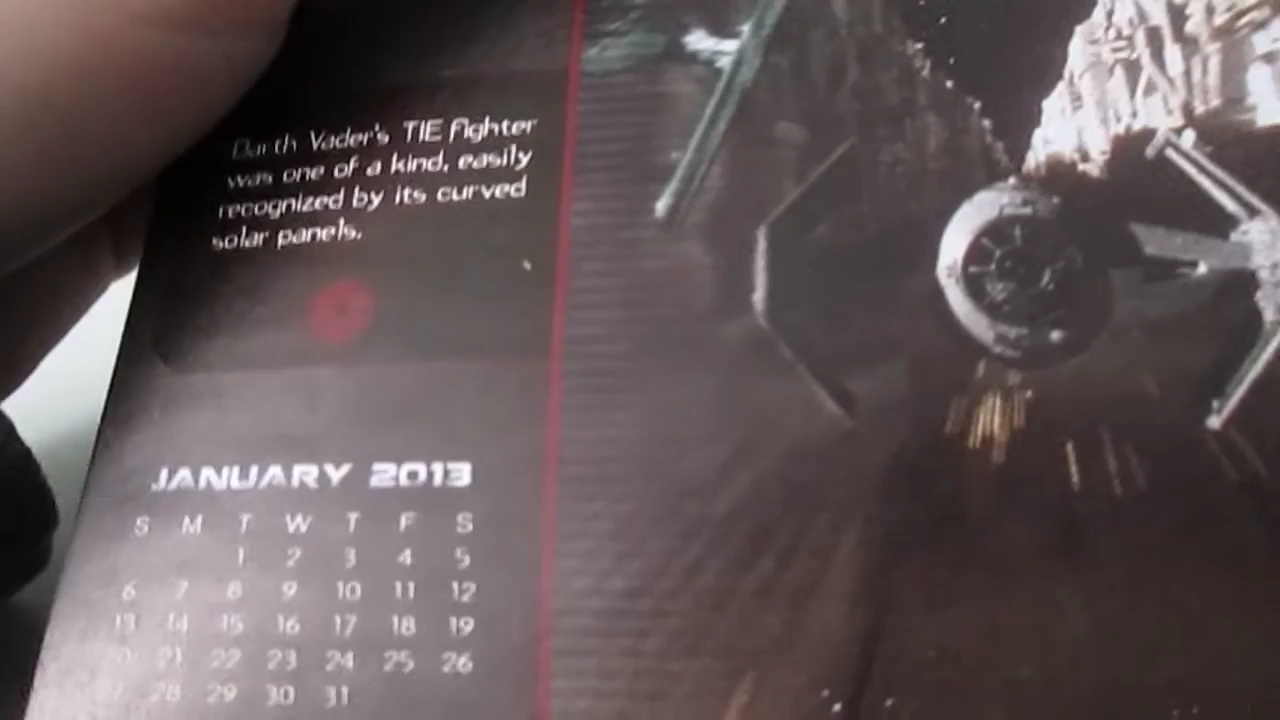 Darth Vader's TIE fighter
was one of a kind, easily
recognized by its curved
solar panels.
JANUARY 2013
S M T W T F S
1 2 3 4 5
6 7 8 9 10 11 12
13 14 15 16 17 18 19
20 21 22 23 24 25 26
27 28 29 30 31